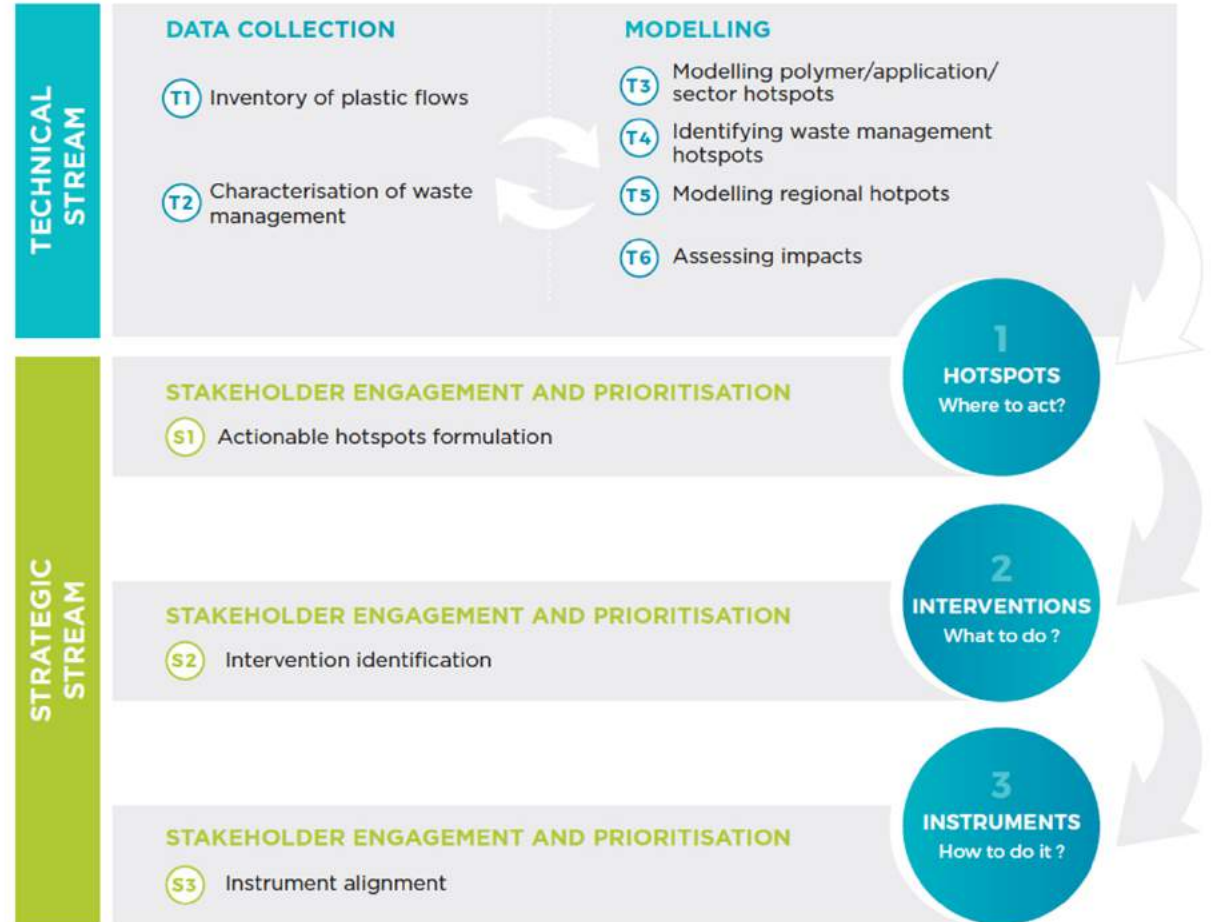 TECHNICAL
STREAM
DATA COLLECTION
T1 Inventory of plastic flows
T2 Characterisation of waste
management
MODELLING
T3 Modelling polymer/application/
sector hotspots
T4 Identifying waste management
hotspots
T5 Modelling regional hotpots
T6 Assessing impacts
1
HOTSPOTS
Where to act?
STRATEGIC
STREAM
STAKEHOLDER ENGAGEMENT AND PRIORITISATION
S1 Actionable hotspots formulation
2
INTERVENTIONS
What to do ?
STAKEHOLDER ENGAGEMENT AND PRIORITISATION
S2 Intervention identification
3
INSTRUMENTS
How to do it ?
STAKEHOLDER ENGAGEMENT AND PRIORITISATION
S3 Instrument alignment